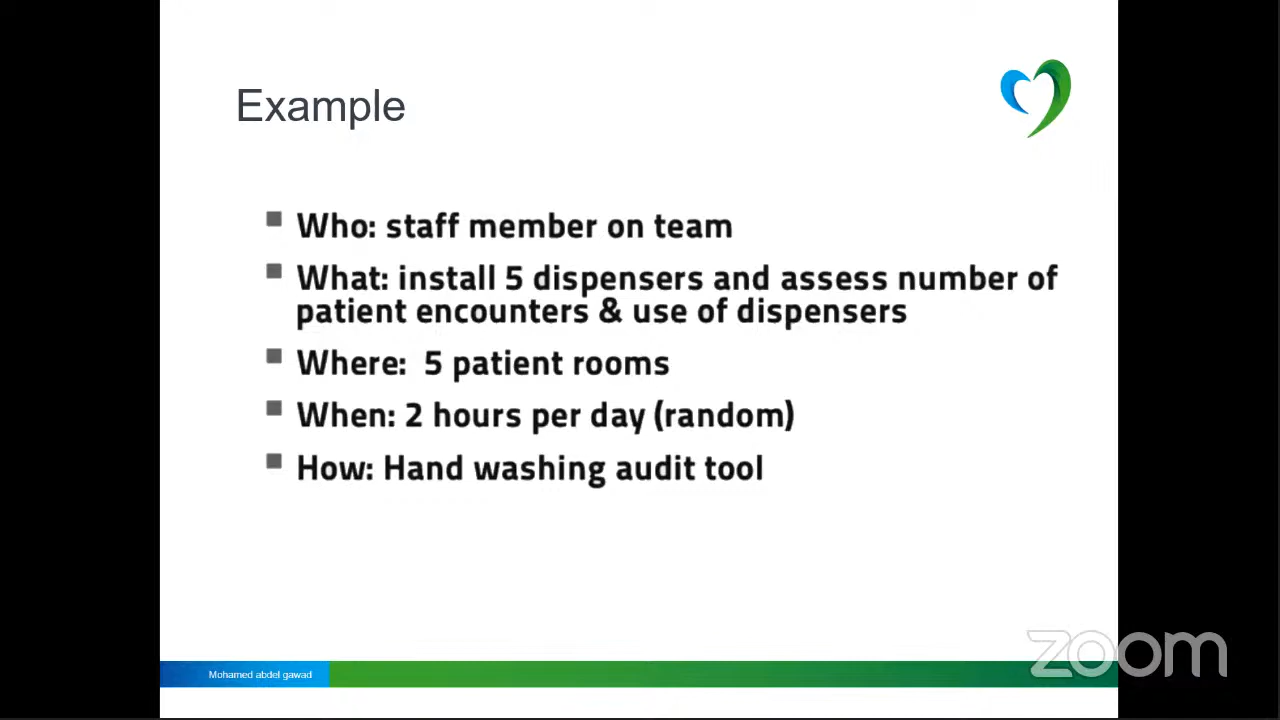 Example
Who: staff member on team
What: install 5 dispensers and assess number of
patient encounters & use of dispensers
Where: 5 patient rooms
When: 2 hours per day (random)
How: Hand washing audit tool
Mohamed abdel gawad
zoom